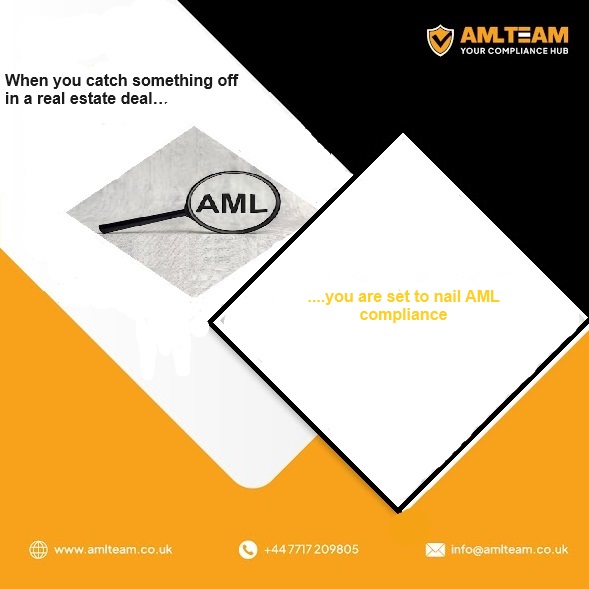 AMLTEAM
YOUR COMPLIANCE HUB
When you catch something off
in a real estate deal…
AML
....you are set to nail AML
compliance
www.amlteam.co.uk
+44 7717 209805
info@amlteam.co.uk